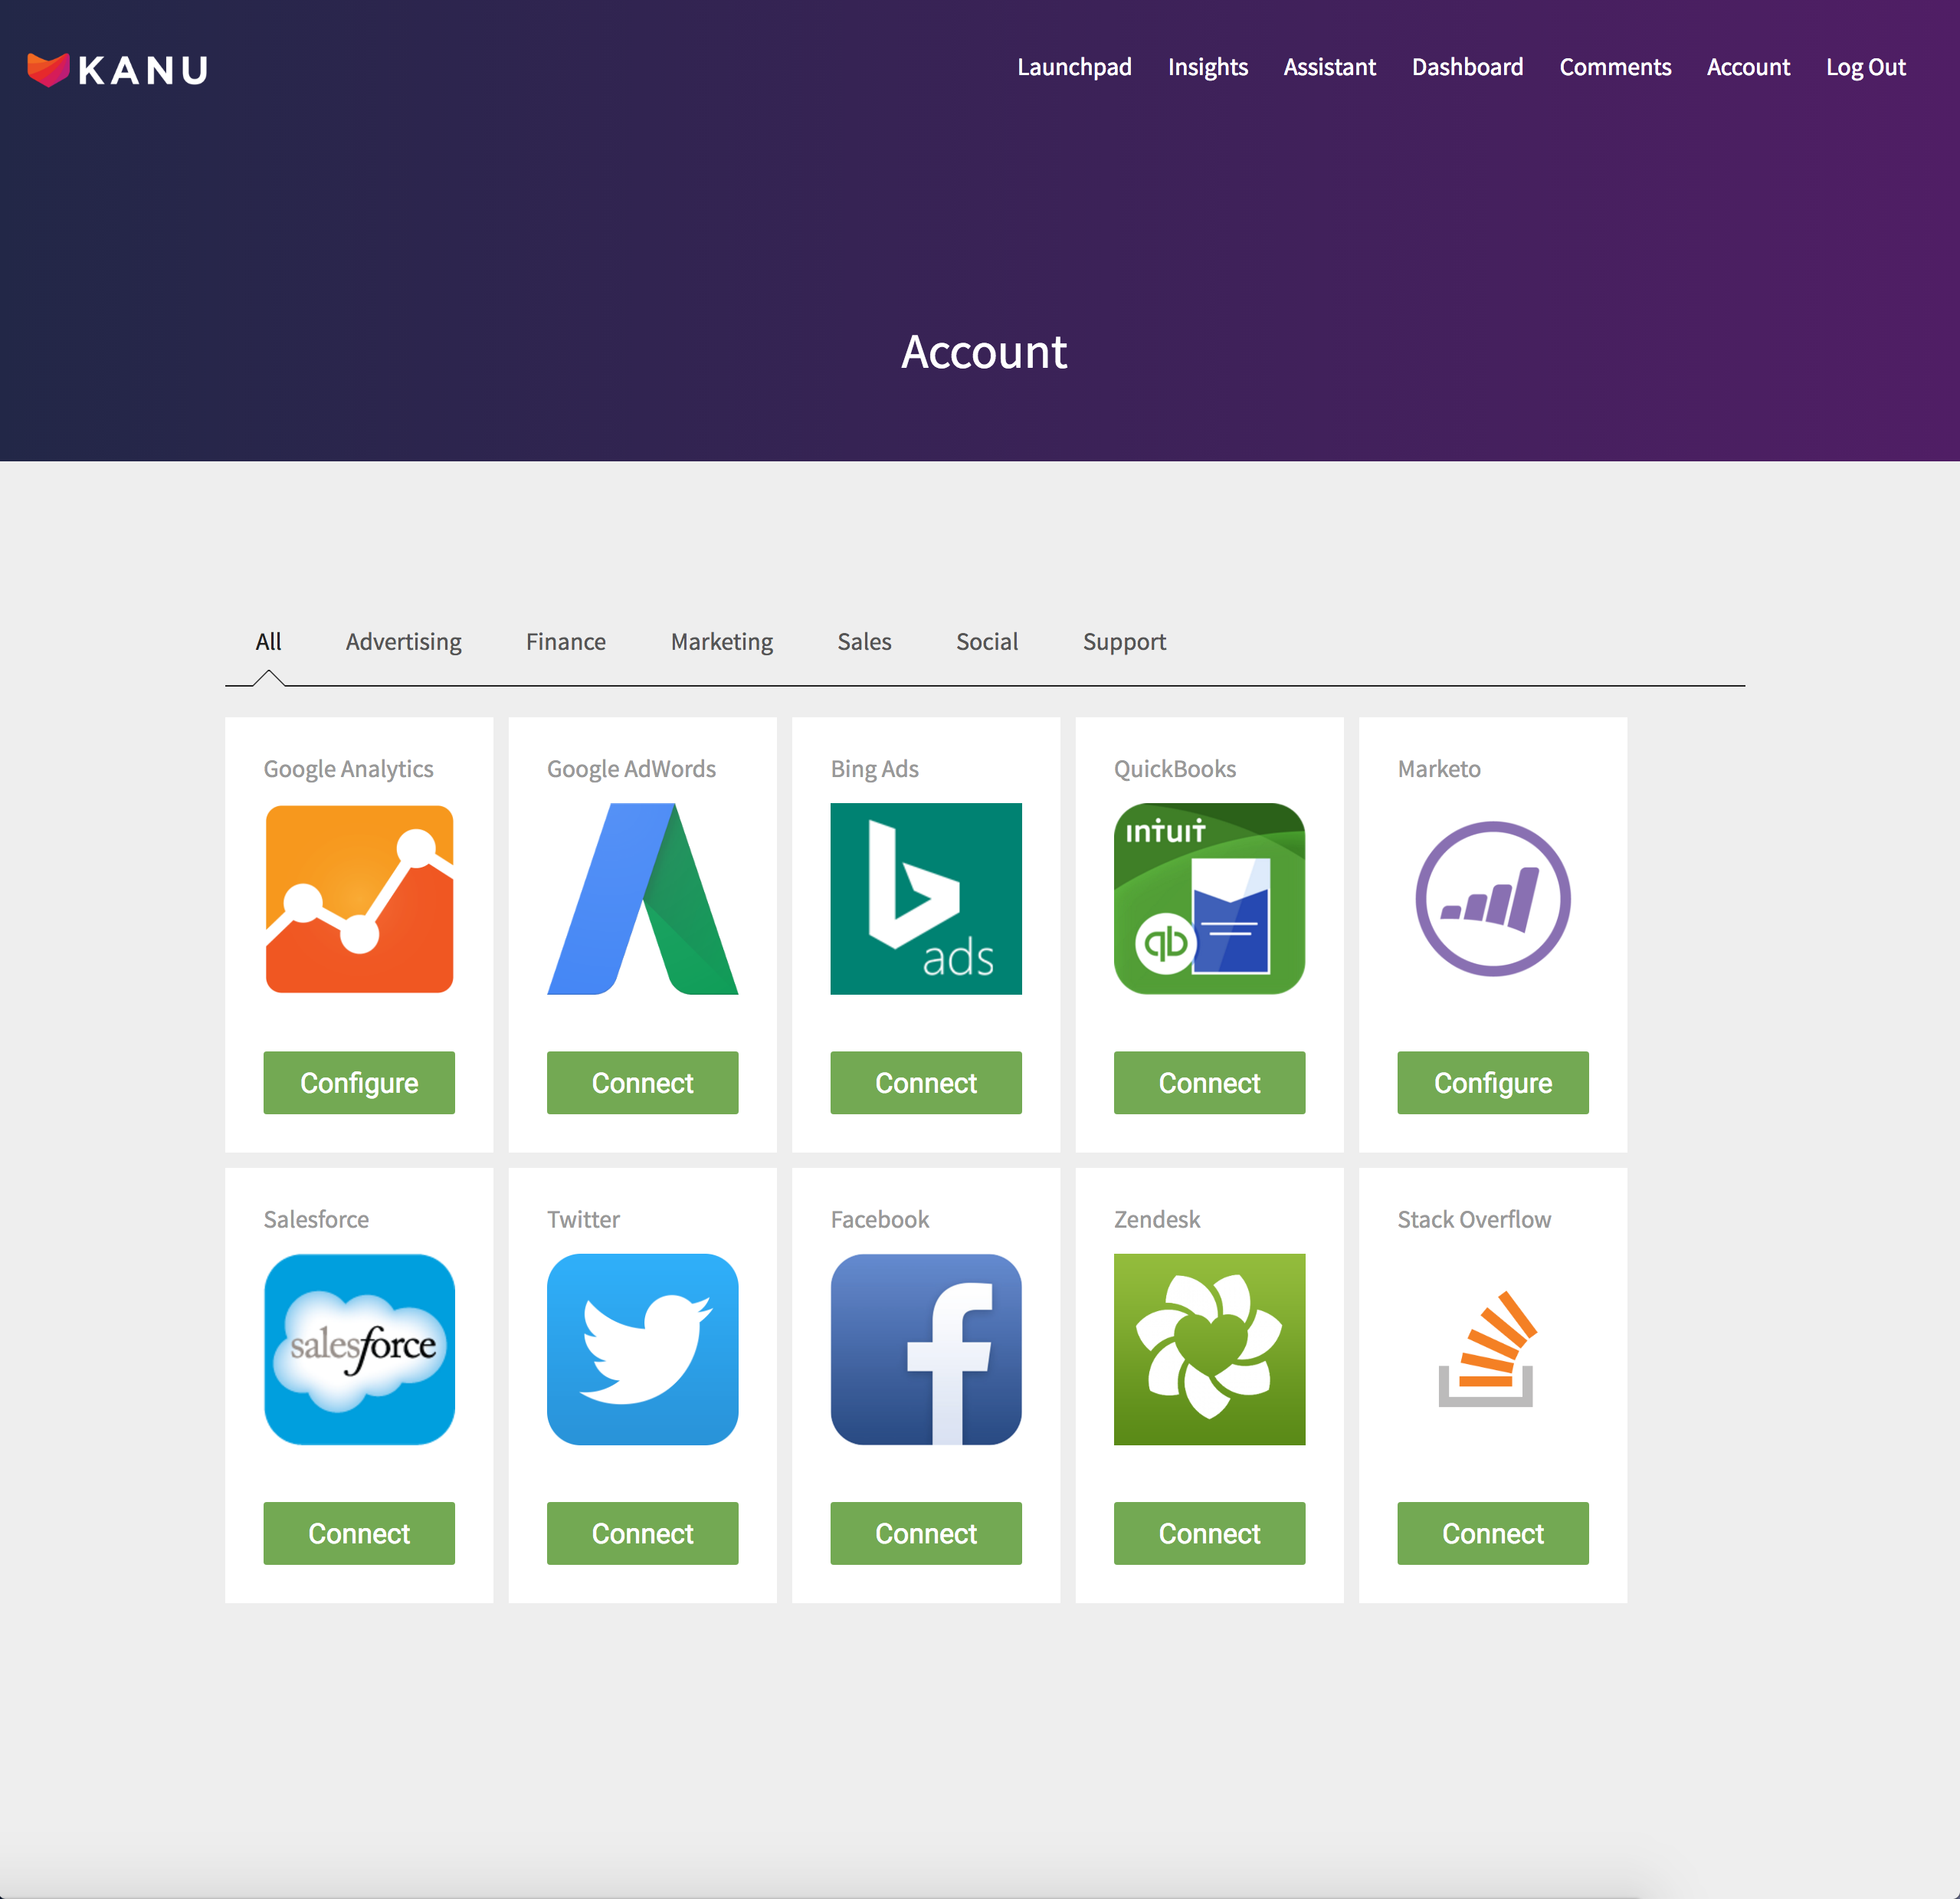 KANU
Launchpad Insights Assistant Dashboard Comments Account Log Out
Account
All Advertising Finance Marketing Sales Social Support
Google Analytics Google AdWords Bing Ads QuickBooks Marketo
ads
ıntuıt
qb
Configure Connect Connect Connect Configure
Salesforce Twitter Facebook Zendesk Stack Overflow
salesforce
f
Connect Connect Connect Connect Connect